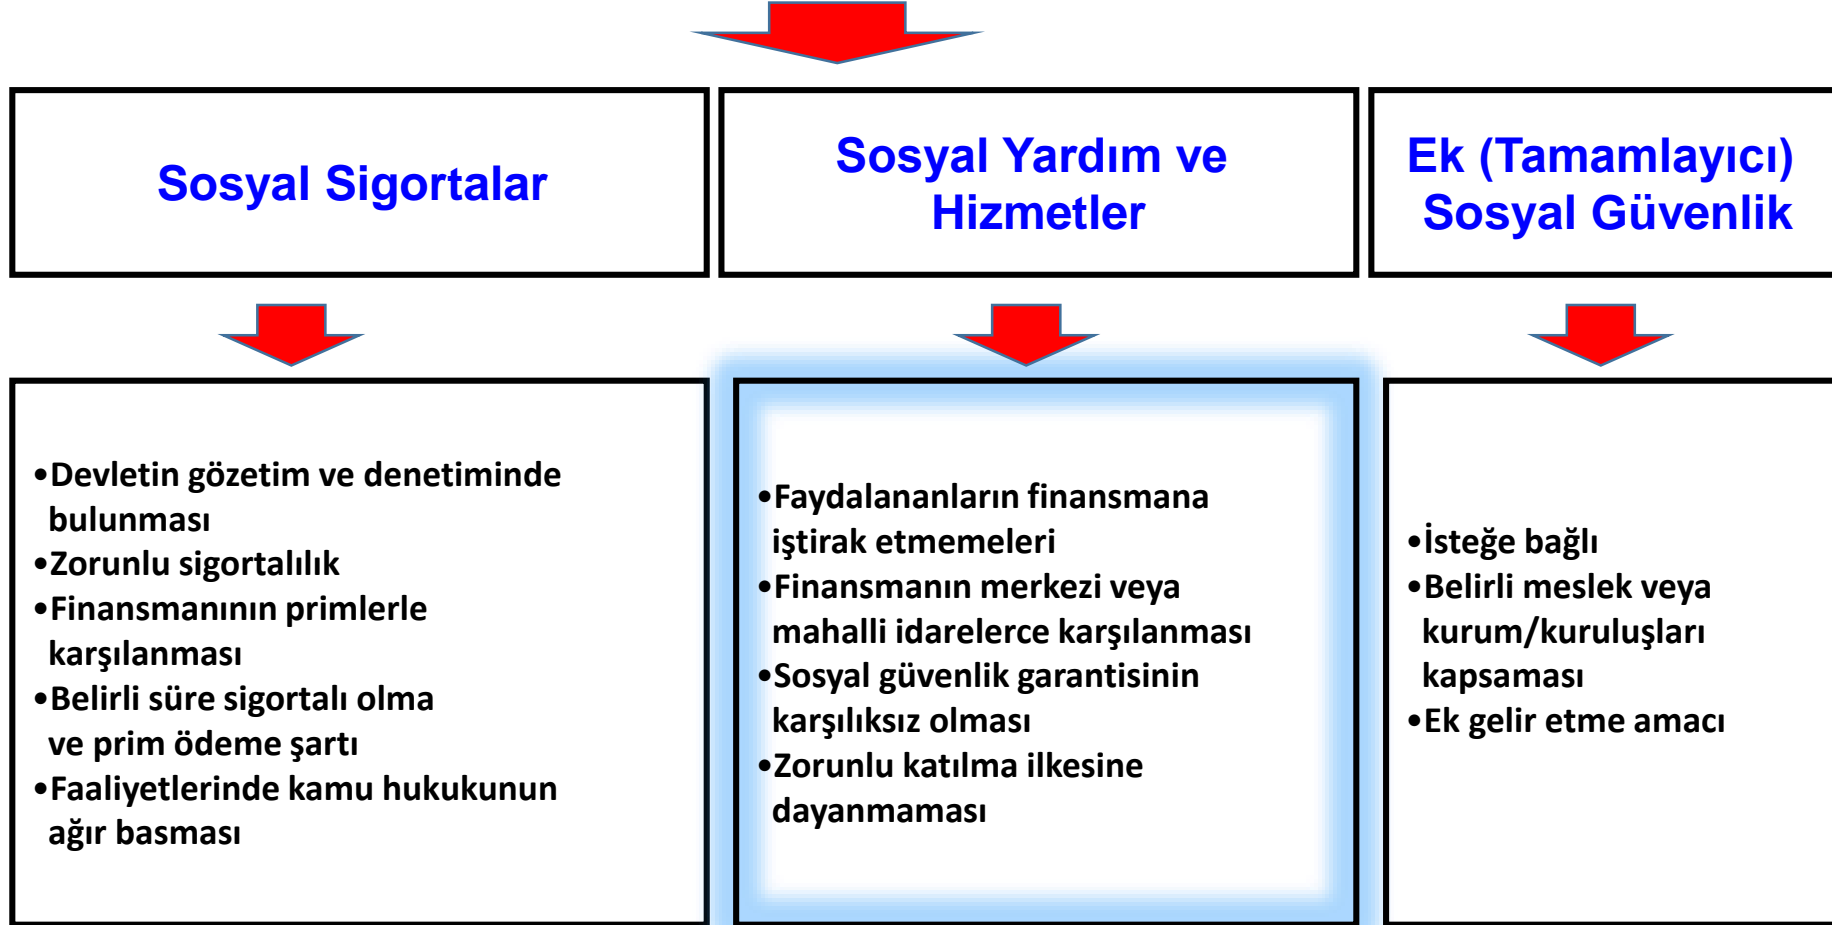 Sosyal Sigortalar
Sosyal Yardım ve
Hizmetler
Ek (Tamamlayıcı)
Sosyal Güvenlik
•Devletin gözetim ve denetiminde
bulunması
•Zorunlu sigortalılık
•Finansmanının primlerle
karşılanması
•Belirli süre sigortalı olma
ve prim ödeme şartı
•Faaliyetlerinde kamu hukukunun
ağır basması
•Faydalananların finansmana
iştirak etmemeleri
•Finansmanın merkezi veya
mahalli idarelerce karşılanması
•Sosyal güvenlik garantisinin
karşılıksız olması
•Zorunlu katılma ilkesine
dayanmaması
•İsteğe bağlı
•Belirli meslek veya
kurum/kuruluşları
kapsaması
•Ek gelir etme amacı